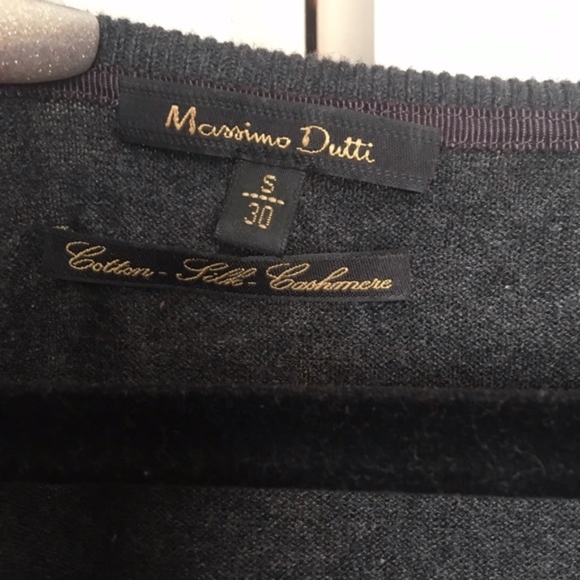 Massimo Dutti
S
30
Cotton - Silk - Cashmere